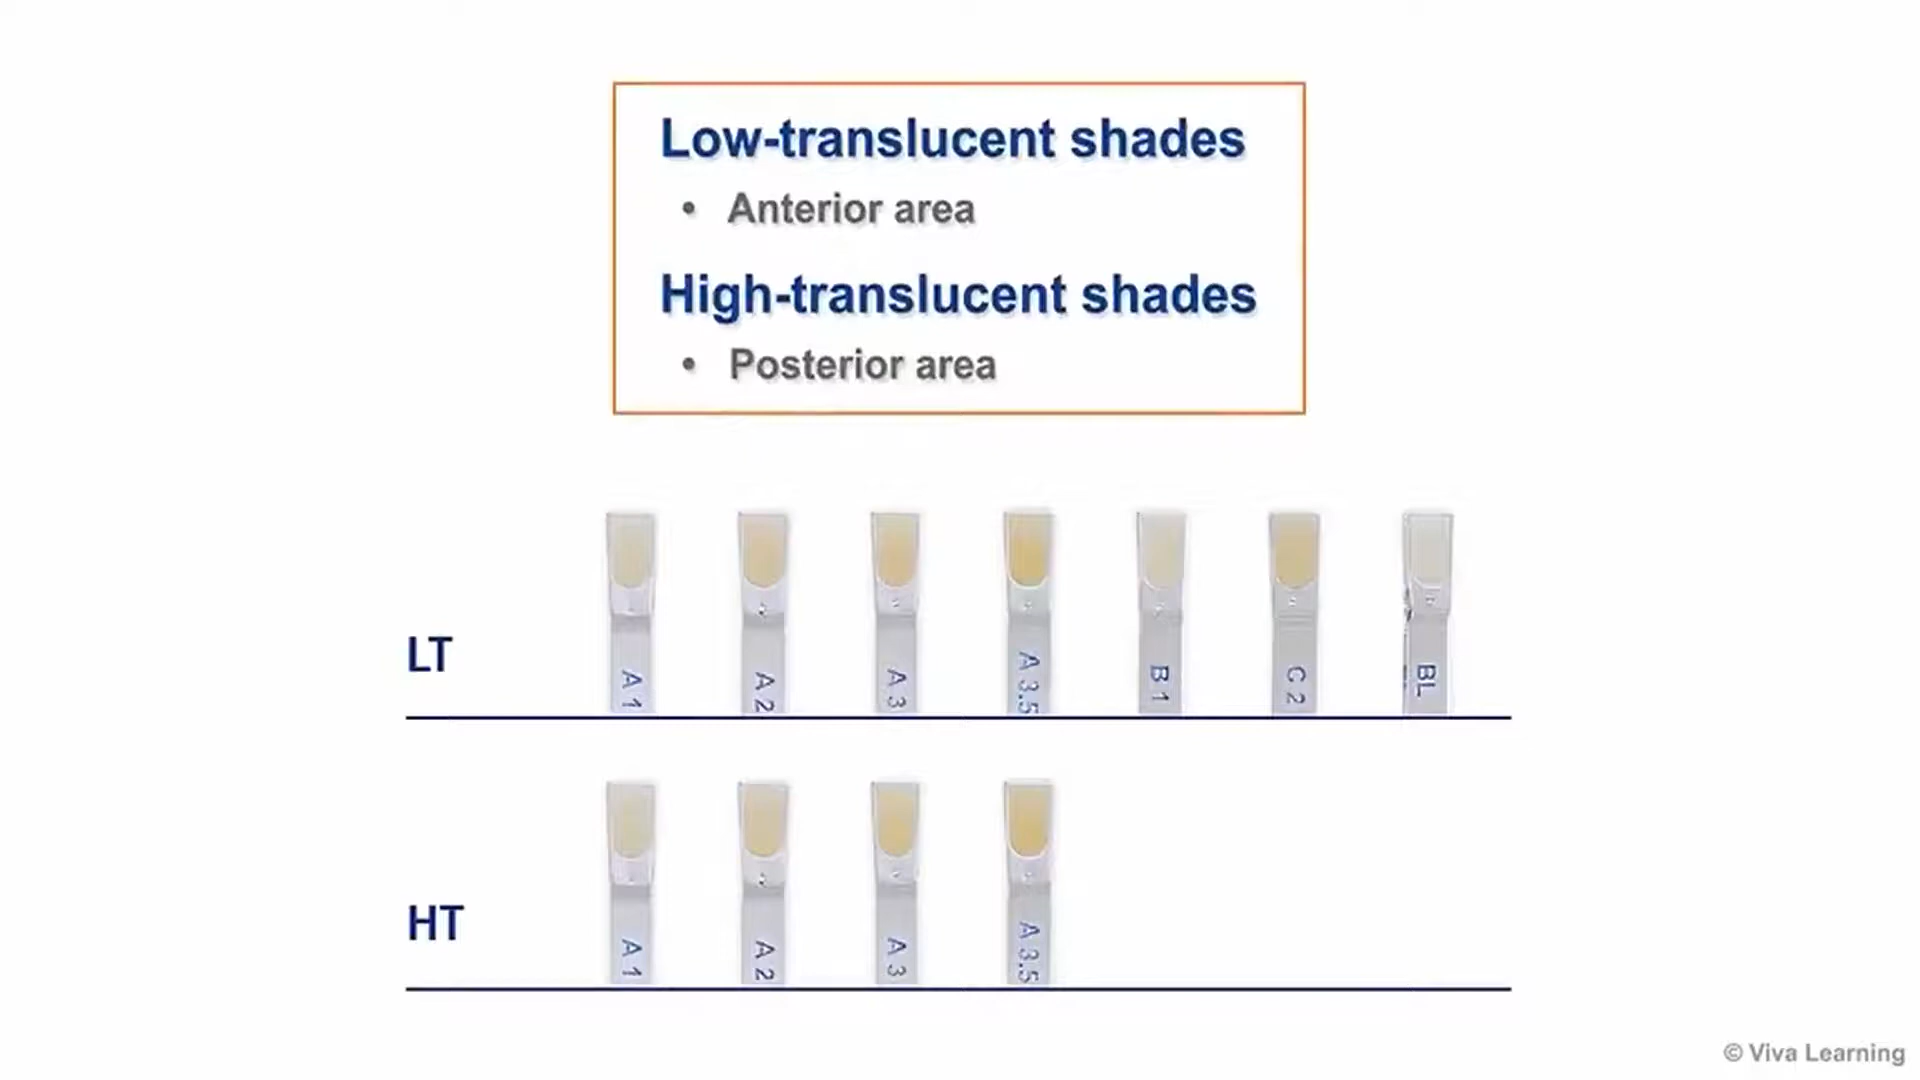 Low-translucent shades
• Anterior area
High-translucent shades
• Posterior area
LT
A 1
A 2
A 3
A 3.5
B 1
C 2
BL
HT
A 1
A 2
A 3
A 3.5
© Viva Learning